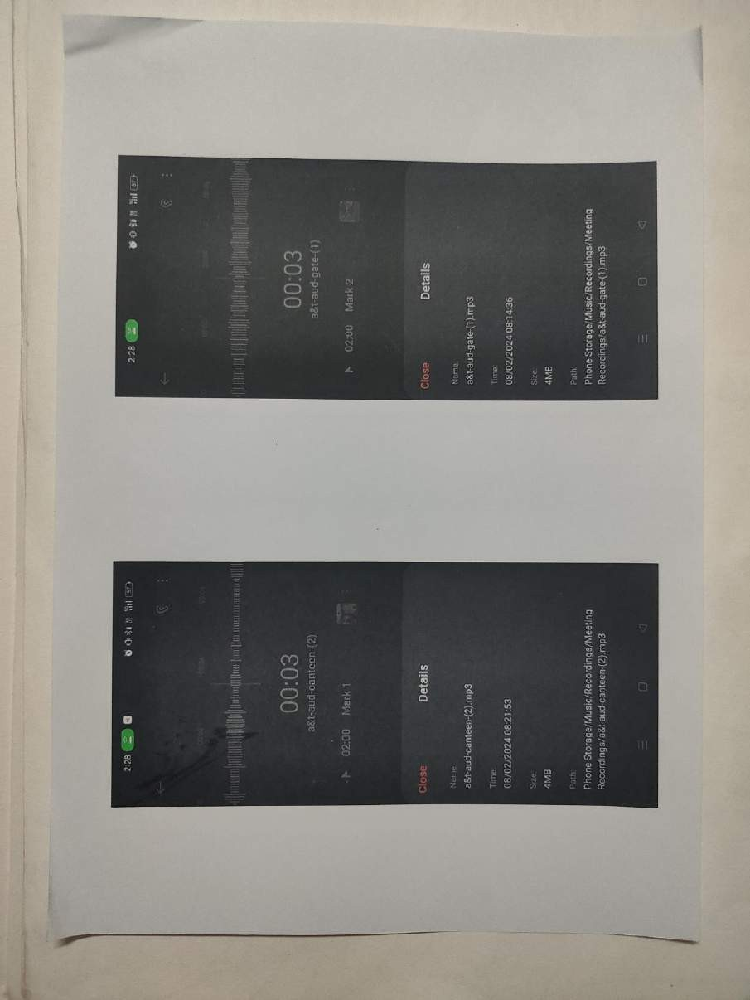 2:28
00:03
a&t-aud-canteen-(2)
02:00 Mark 1
Close Details
Name:
a&t-aud-canteen-(2).mp3
Time:
08/02/2024 08:21:53
Size:
4MB
Path:
Phone Storage/Music/Recordings/Meeting
Recordings/a&t-aud-canteen-(2).mp3
2:28
00:03
a&t-aud-gate-(1)
02:00 Mark 2
Close Details
Name:
a&t-aud-gate-(1).mp3
Time:
08/02/2024 08:14:36
Size:
4MB
Path:
Phone Storage/Music/Recordings/Meeting
Recordings/a&t-aud-gate-(1).mp3